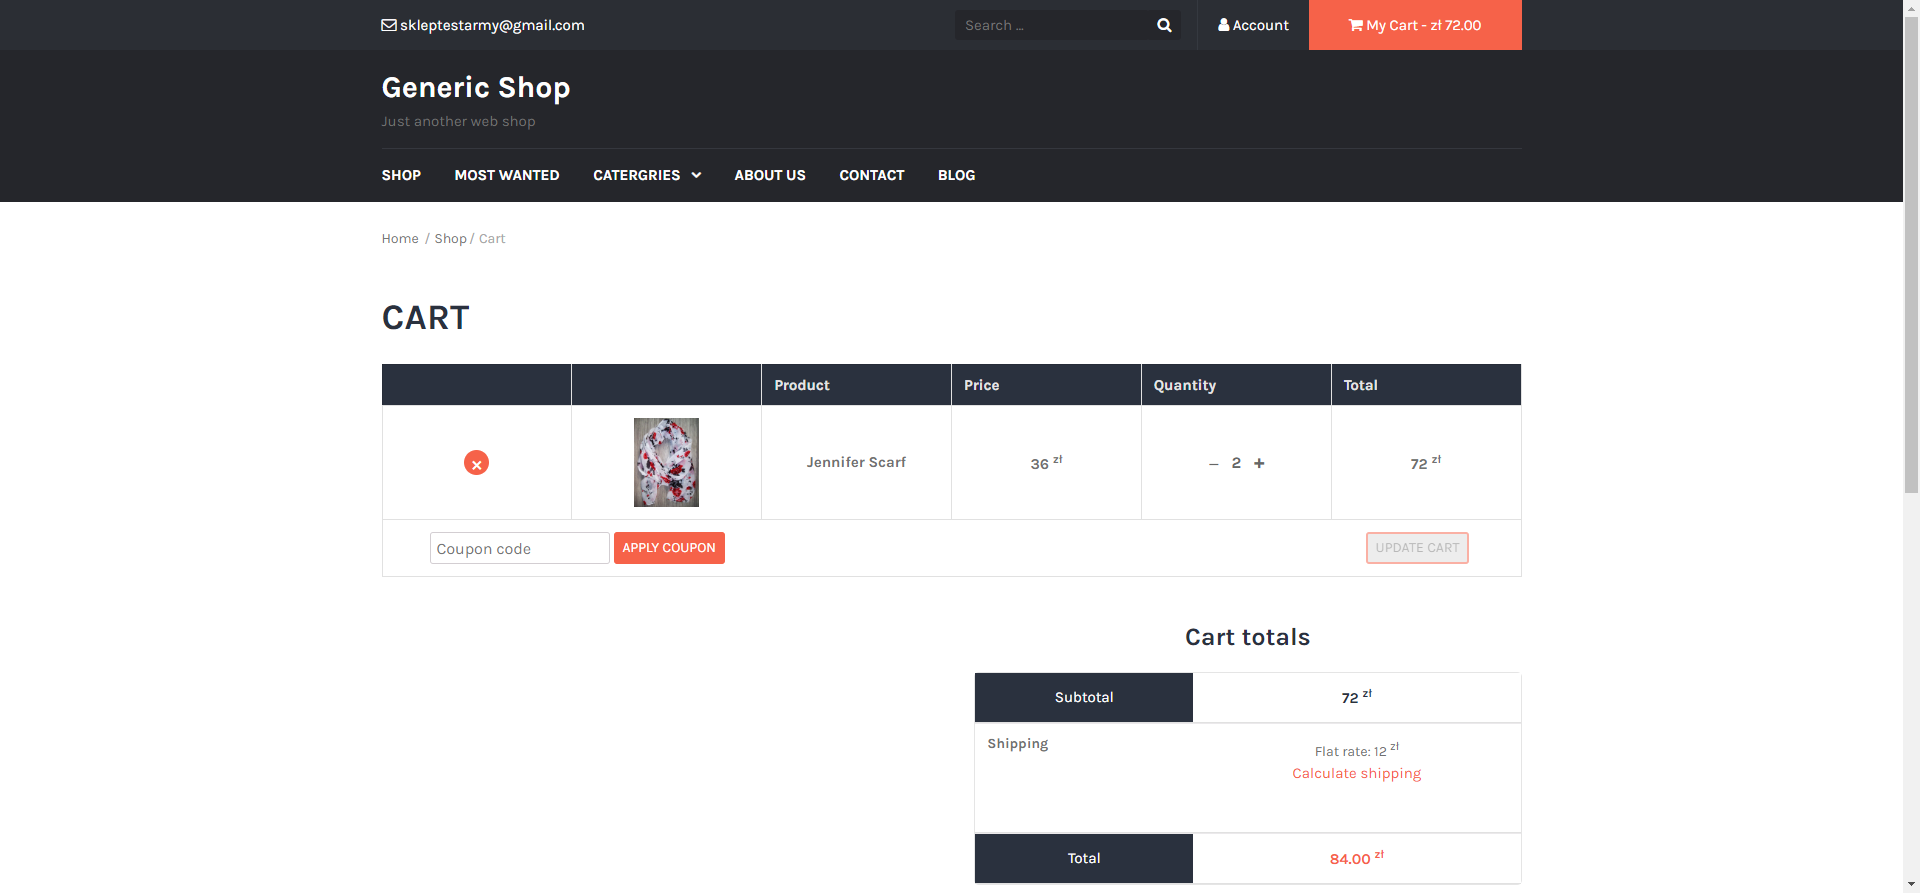 skleptestarmy@gmail.com
Search ...
Account
My Cart - zł 72.00
Generic Shop
Just another web shop
SHOP
MOST WANTED
CATERGRIES
ABOUT US
CONTACT
BLOG
Home / Shop / Cart
CART
Product
Price
Quantity
Total
Jennifer Scarf
36 zł
– 2 +
72 zł
Coupon code
APPLY COUPON
UPDATE CART
Cart totals
Subtotal
72 zł
Shipping
Flat rate: 12 zł
Calculate shipping
Total
84.00 zł